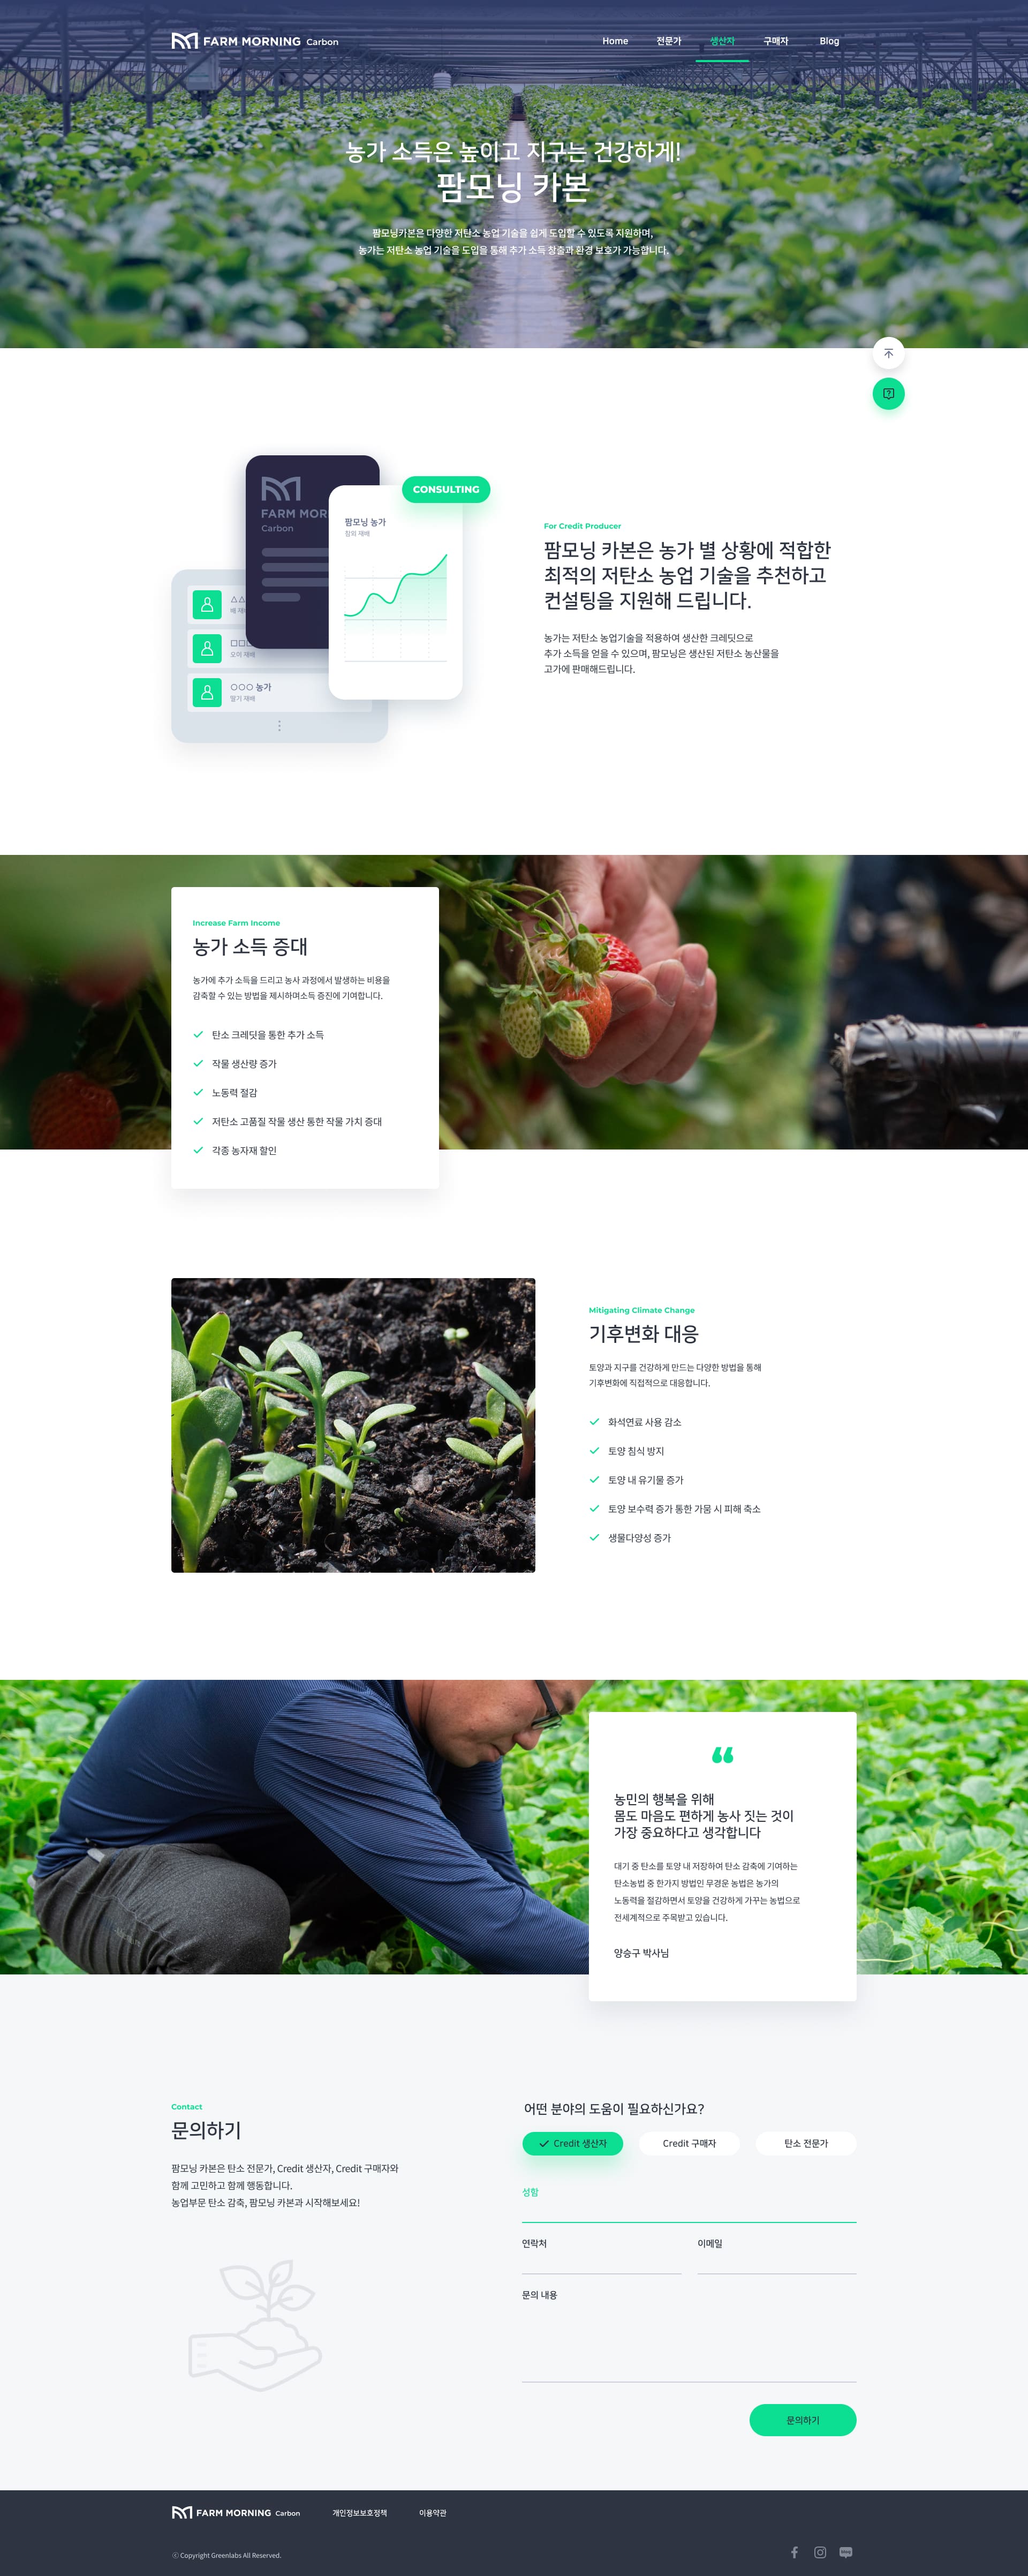 FARM MORNING Carbon
Home 전문가 생산자 구매자 Blog
농가 소득은 높이고 지구는 건강하게!
팜모닝 카본
팜모닝카본은 다양한 저탄소 농업 기술을 쉽게 도입할 수 있도록 지원하며,
농가는 저탄소 농업 기술을 도입을 통해 추가 소득 창출과 환경 보호가 가능합니다.
CONSULTING
Carbon
팜모닝 농가
참외 재배
○○○ 농가
딸기 재배
For Credit Producer
팜모닝 카본은 농가 별 상황에 적합한
최적의 저탄소 농업 기술을 추천하고
컨설팅을 지원해 드립니다.
농가는 저탄소 농업기술을 적용하여 생산한 크레딧으로
추가 소득을 얻을 수 있으며, 팜모닝은 생산된 저탄소 농산물을
고가에 판매해드립니다.
Increase Farm Income
농가 소득 증대
농가에 추가 소득을 드리고 농사 과정에서 발생하는 비용을
감축할 수 있는 방법을 제시하며소득 증진에 기여합니다.
탄소 크레딧을 통한 추가 소득
작물 생산량 증가
노동력 절감
저탄소 고품질 작물 생산 통한 작물 가치 증대
각종 농자재 할인
Mitigating Climate Change
기후변화 대응
토양과 지구를 건강하게 만드는 다양한 방법을 통해
기후변화에 직접적으로 대응합니다.
화석연료 사용 감소
토양 침식 방지
토양 내 유기물 증가
토양 보수력 증가 통한 가뭄 시 피해 축소
생물다양성 증가
“
농민의 행복을 위해
몸도 마음도 편하게 농사 짓는 것이
가장 중요하다고 생각합니다
대기 중 탄소를 토양 내 저장하여 탄소 감축에 기여하는
탄소농법 중 한가지 방법인 무경운 농법은 농가의
노동력을 절감하면서 토양을 건강하게 가꾸는 농법으로
전세계적으로 주목받고 있습니다.
양승구 박사님
Contact
문의하기
팜모닝 카본은 탄소 전문가, Credit 생산자, Credit 구매자와
함께 고민하고 함께 행동합니다.
농업부문 탄소 감축, 팜모닝 카본과 시작해보세요!
어떤 분야의 도움이 필요하신가요?
Credit 생산자 Credit 구매자 탄소 전문가
성함
연락처 이메일
문의 내용
문의하기
FARM MORNING Carbon 개인정보보호정책 이용약관
ⓒ Copyright Greenlabs All Reserved.